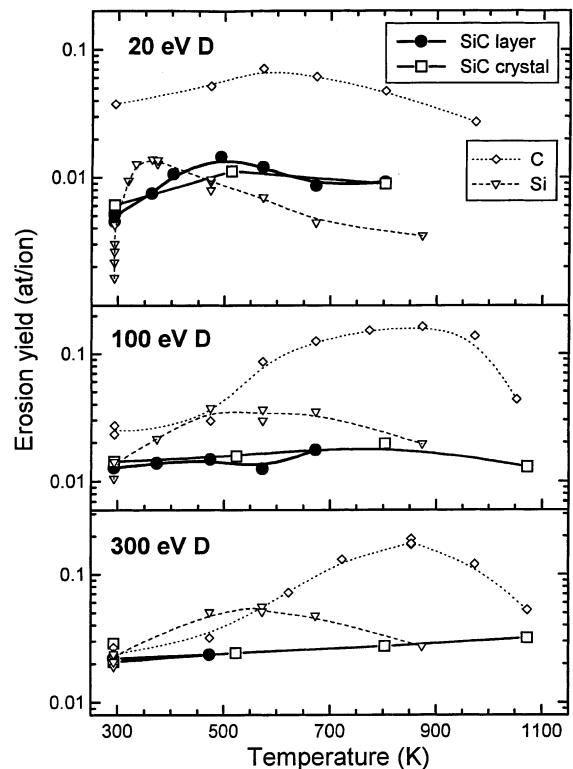 20 eV D
SiC layer
SiC crystal
C
Si
0.1
0.01
100 eV D
0.1
0.01
300 eV D
0.1
0.01
Erosion yield (at/ion)
300 500 700 900 1100
Temperature (K)